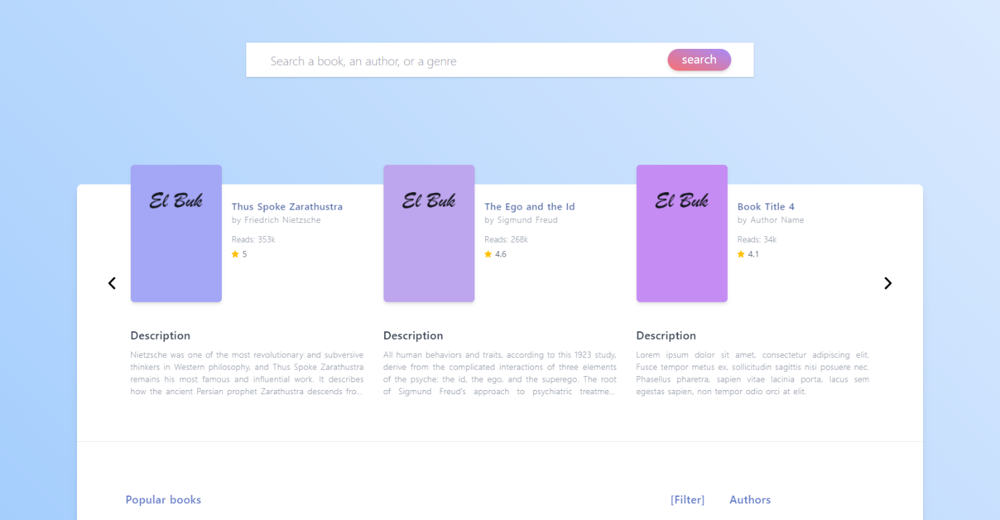 Search a book, an author, or a genre
search
El Buk
Thus Spoke Zarathustra
by Friedrich Nietzsche
Reads: 353k
5
Description
Nietzsche was one of the most revolutionary and subversive
thinkers in Western philosophy, and Thus Spoke Zarathustra
remains his most famous and influential work. It describes
how the ancient Persian prophet Zarathustra descends fro...
El Buk
The Ego and the Id
by Sigmund Freud
Reads: 268k
4.6
Description
All human behaviors and traits, according to this 1923 study,
derive from the complicated interactions of three elements
of the psyche: the id, the ego, and the superego. The root
of Sigmund Freud's approach to psychiatric treatme...
El Buk
Book Title 4
by Author Name
Reads: 34k
4.1
Description
Lorem ipsum dolor sit amet, consectetur adipiscing elit.
Fusce tempor metus ex, sollicitudin sagittis nisi posuere nec.
Phasellus pharetra, sapien vitae lacinia porta, lacus sem
egestas sapien, non tempor odio orci at elit.
Popular books
[Filter]
Authors